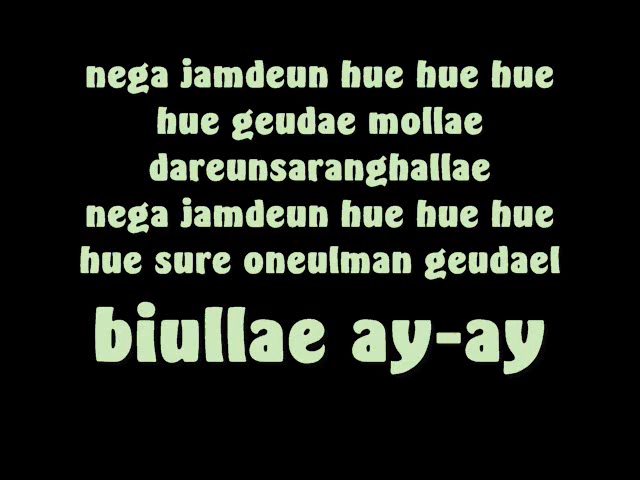 nega jamdeun hue hue hue
hue geudae mollae
dareunsaranghallae
nega jamdeun hue hue hue
hue sure oneulman geudael
biullae ay-ay